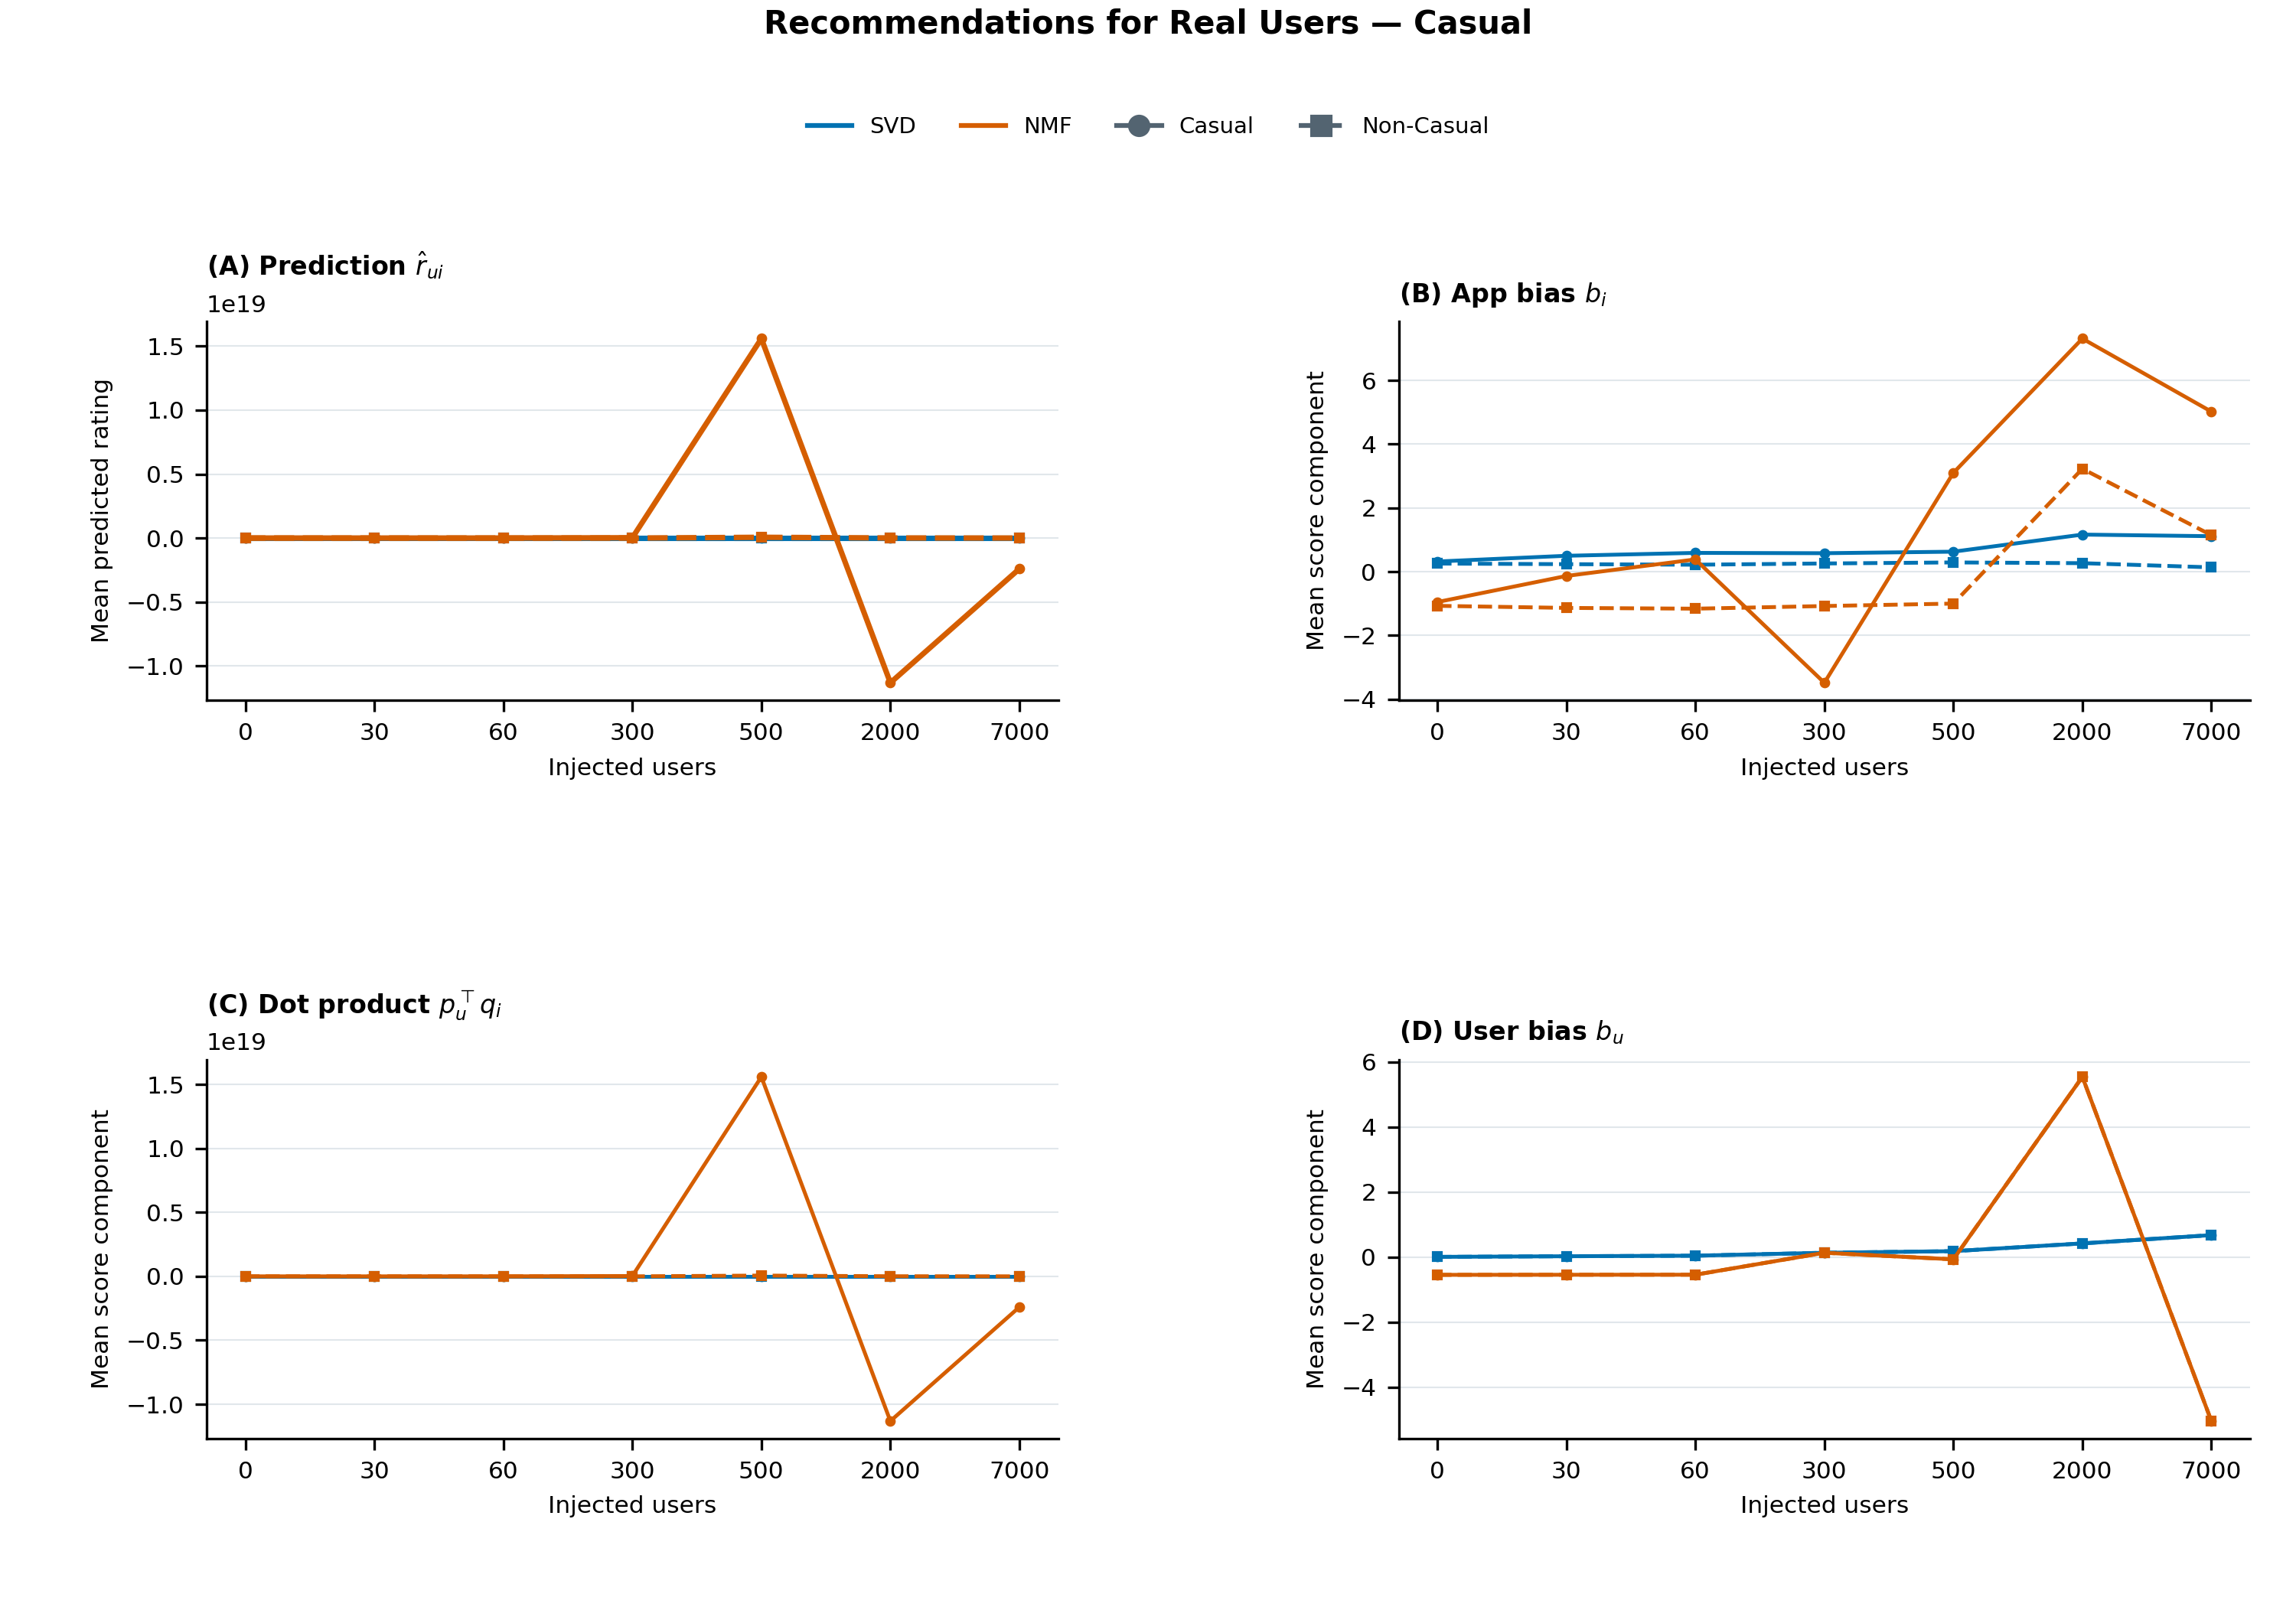 Recommendations for Real Users — Casual
SVD NMF Casual Non-Casual
(A) Prediction r̂ui
1e19
1.5
1.0
0.5
0.0
−0.5
−1.0
Mean predicted rating
0 30 60 300 500 2000 7000
Injected users
(B) App bias bi
6
4
2
0
−2
−4
Mean score component
0 30 60 300 500 2000 7000
Injected users
(C) Dot product pu⊤qi
1e19
1.5
1.0
0.5
0.0
−0.5
−1.0
Mean score component
0 30 60 300 500 2000 7000
Injected users
(D) User bias bu
6
4
2
0
−2
−4
Mean score component
0 30 60 300 500 2000 7000
Injected users